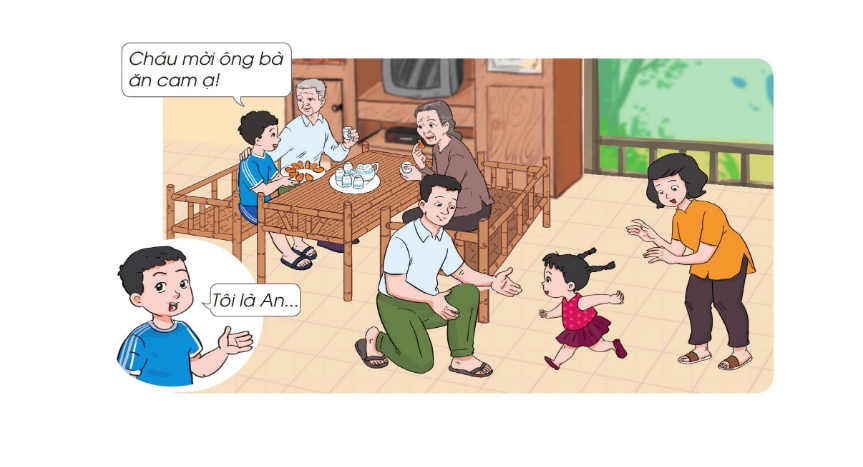 Cháu mời ông bà
ăn cam ạ!
Tôi là An...